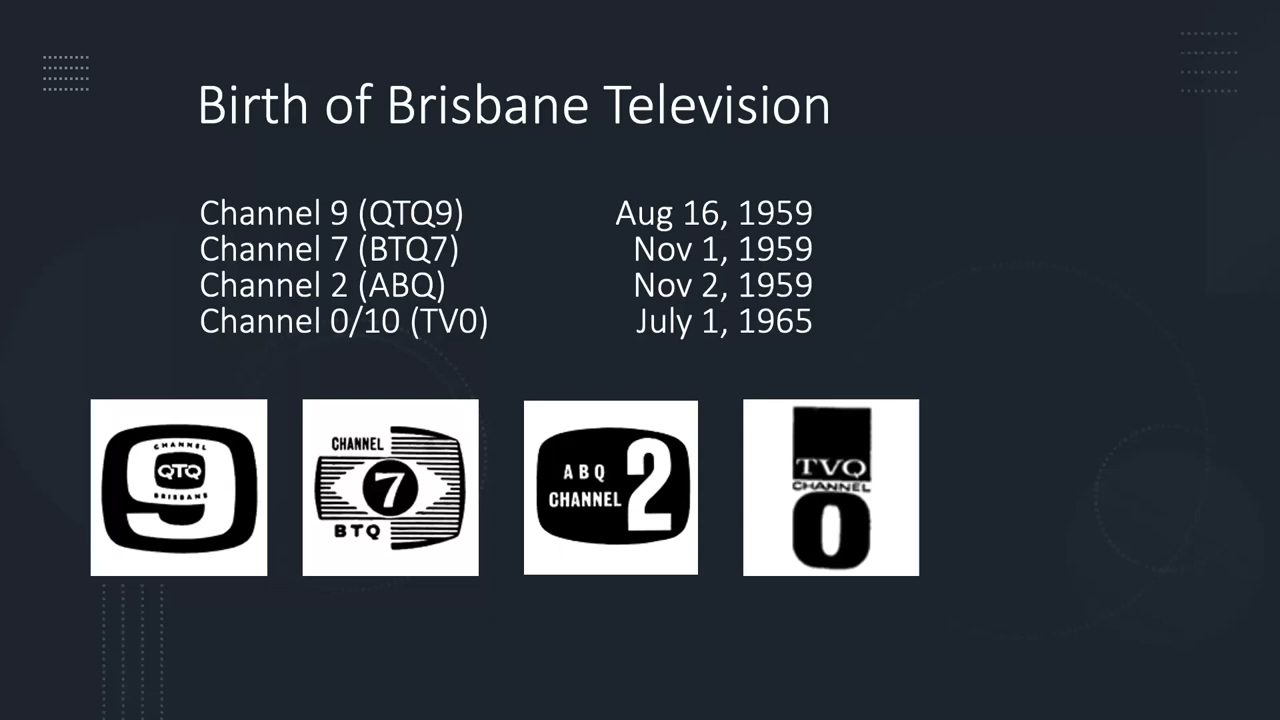 Birth of Brisbane Television
Channel 9 (QTQ9) Aug 16, 1959
Channel 7 (BTQ7) Nov 1, 1959
Channel 2 (ABQ) Nov 2, 1959
Channel 0/10 (TV0) July 1, 1965
CHANNEL
9
QTQ
BRISBANE
CHANNEL
7
BTQ
ABQ
CHANNEL 2
TVQ
CHANNEL
0